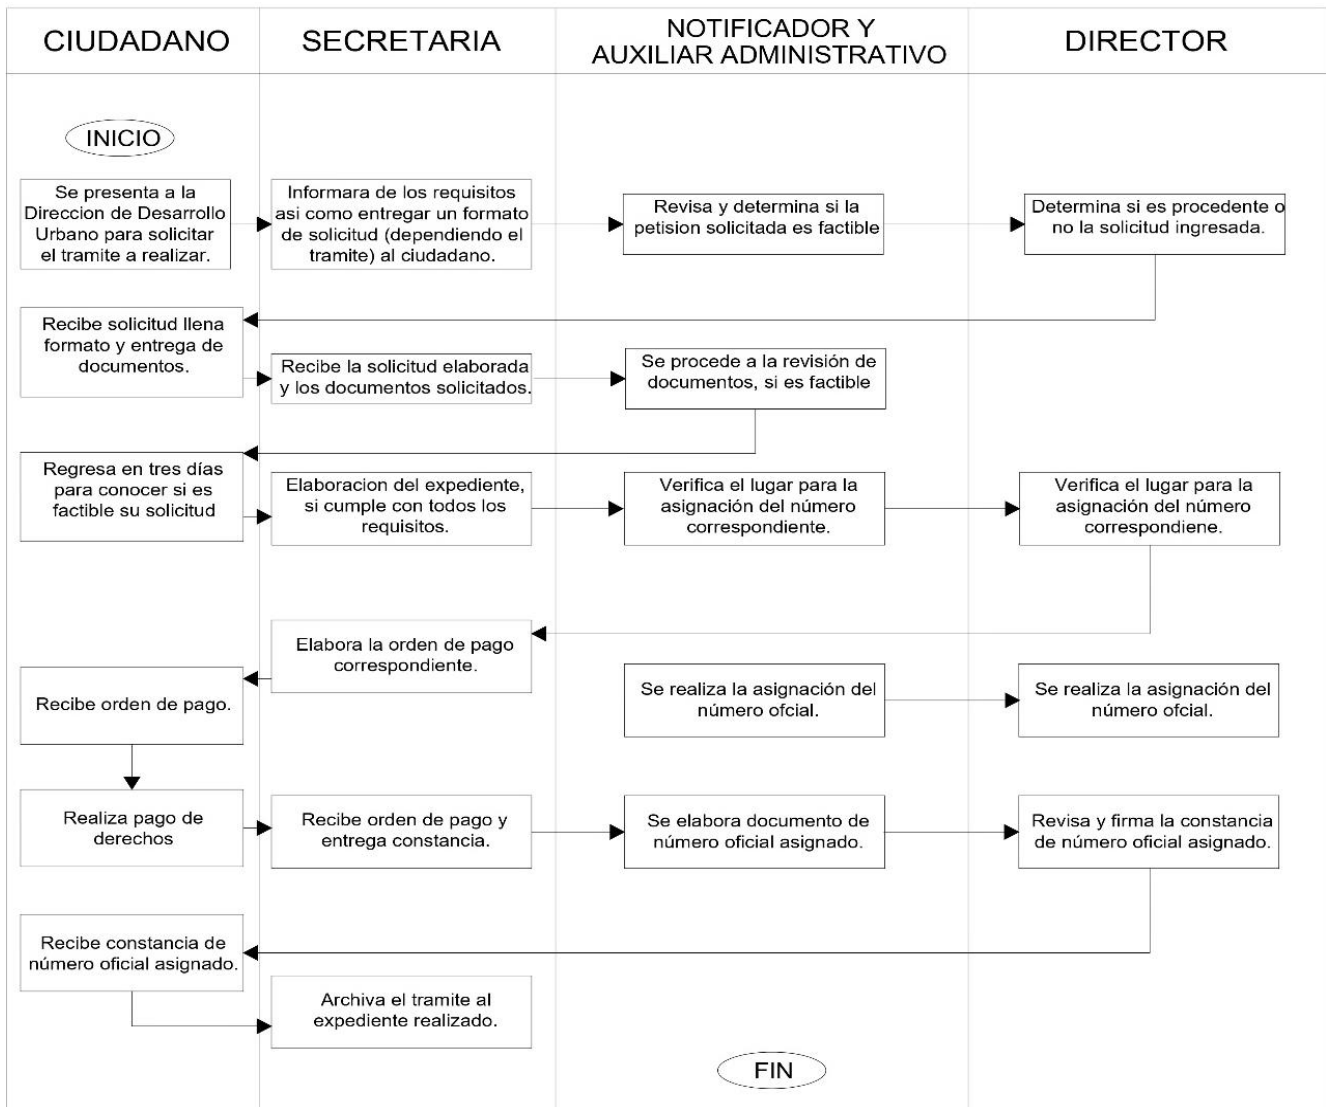 CIUDADANO
SECRETARIA
NOTIFICADOR Y
AUXILIAR ADMINISTRATIVO
DIRECTOR
INICIO
Se presenta a la
Direccion de Desarrollo
Urbano para solicitar
el tramite a realizar.
Informara de los requisitos
asi como entregar un formato
de solicitud (dependiendo el
tramite) al ciudadano.
Revisa y determina si la
petision solicitada es factible
Determina si es procedente o
no la solicitud ingresada.
Recibe solicitud llena
formato y entrega de
documentos.
Recibe la solicitud elaborada
y los documentos solicitados.
Se procede a la revisión de
documentos, si es factible
Regresa en tres días
para conocer si es
factible su solicitud
Elaboracion del expediente,
si cumple con todos los
requisitos.
Verifica el lugar para la
asignación del número
correspondiente.
Verifica el lugar para la
asignación del número
correspondiene.
Elabora la orden de pago
correspondiente.
Recibe orden de pago.
Se realiza la asignación del
número ofcial.
Se realiza la asignación del
número ofcial.
Realiza pago de
derechos
Recibe orden de pago y
entrega constancia.
Se elabora documento de
número oficial asignado.
Revisa y firma la constancia
de número oficial asignado.
Recibe constancia de
número oficial asignado.
Archiva el tramite al
expediente realizado.
FIN